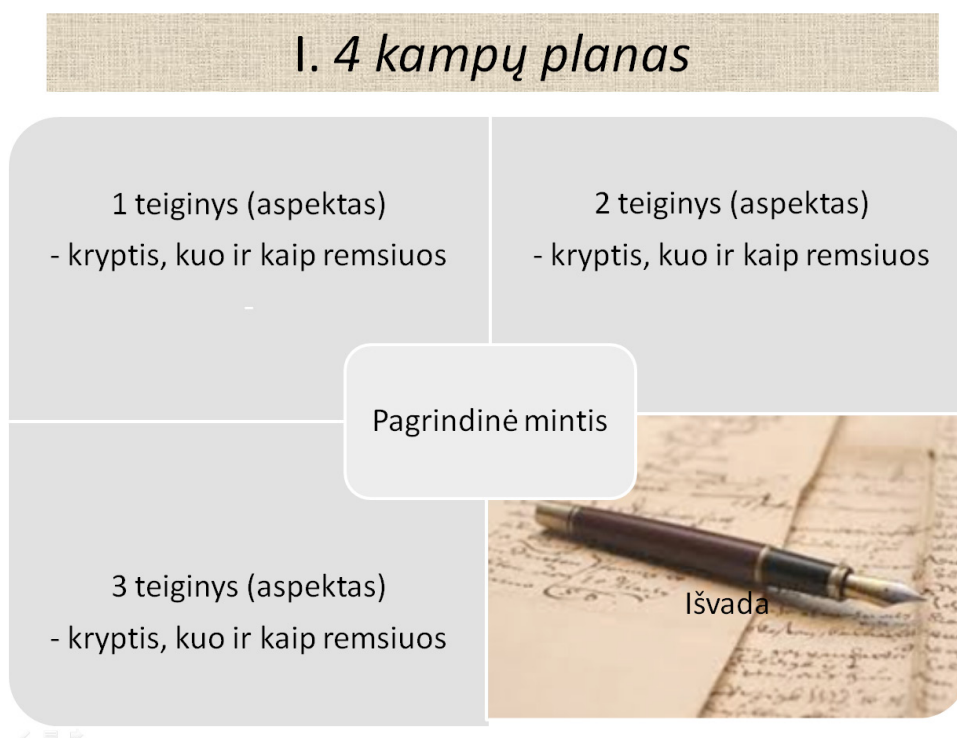 I. 4 kampų planas
1 teiginys (aspektas)
- kryptis, kuo ir kaip remsiuos
-
2 teiginys (aspektas)
- kryptis, kuo ir kaip remsiuos
Pagrindinė mintis
3 teiginys (aspektas)
- kryptis, kuo ir kaip remsiuos
Išvada